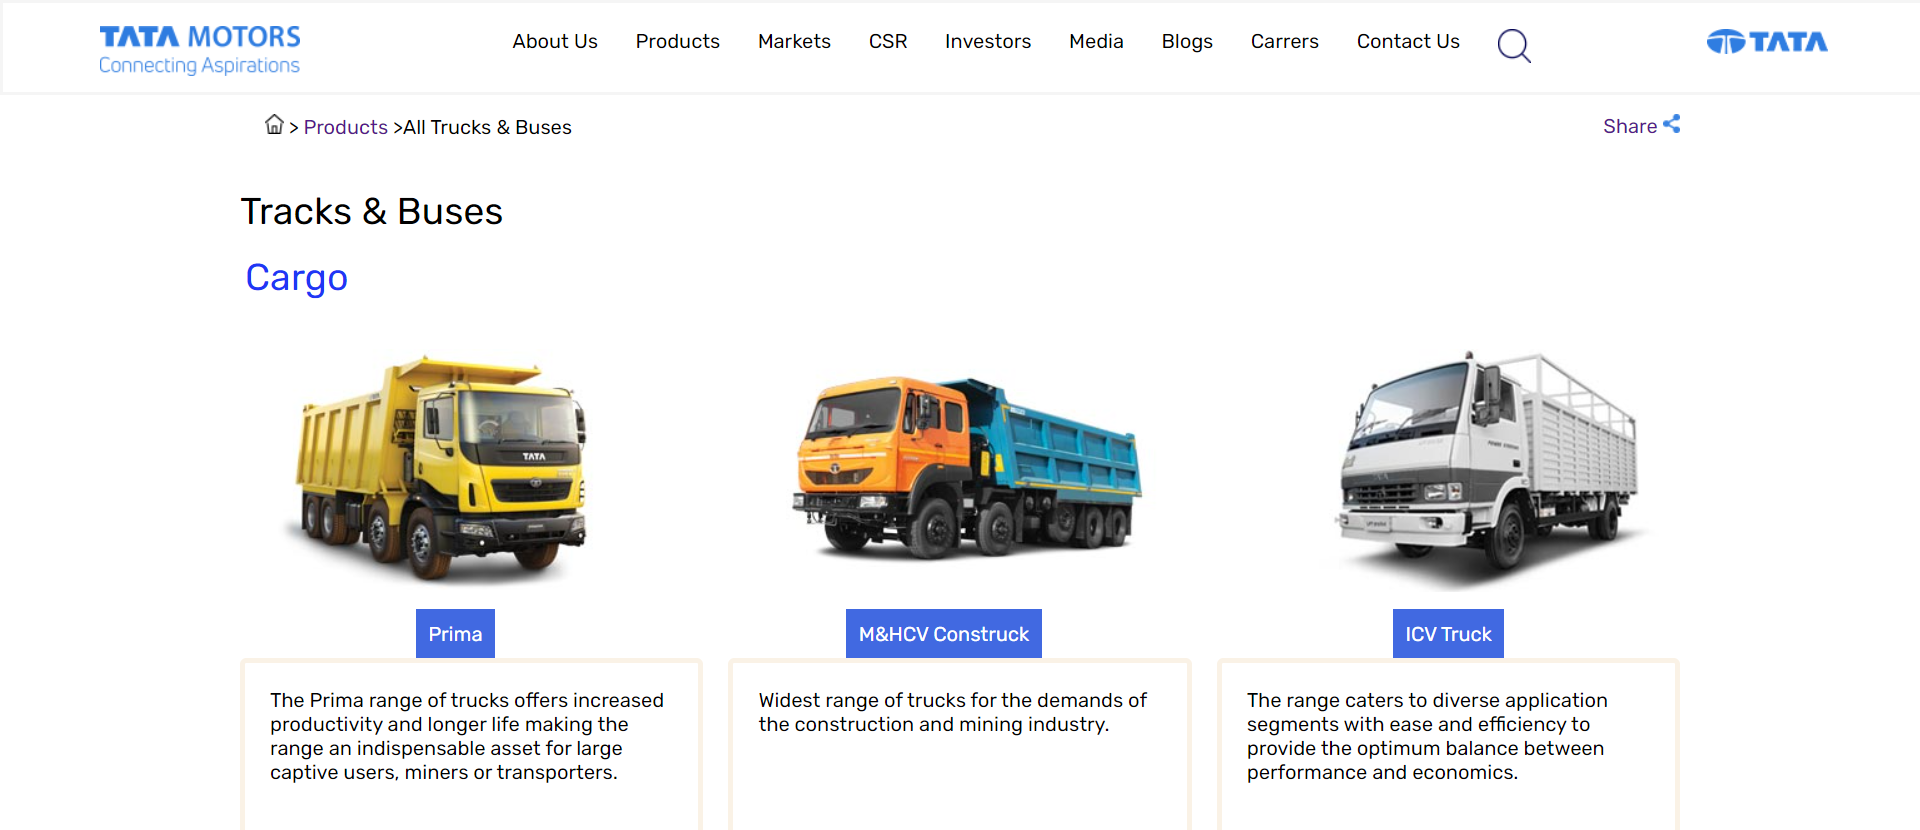 TATA MOTORS
Connecting Aspirations
About Us Products Markets CSR Investors Media Blogs Carrers Contact Us
TATA
> Products >All Trucks & Buses
Share
Tracks & Buses
Cargo
TATA
Prima
M&HCV Construck
ICV Truck
The Prima range of trucks offers increased
productivity and longer life making the
range an indispensable asset for large
captive users, miners or transporters.
Widest range of trucks for the demands of
the construction and mining industry.
The range caters to diverse application
segments with ease and efficiency to
provide the optimum balance between
performance and economics.